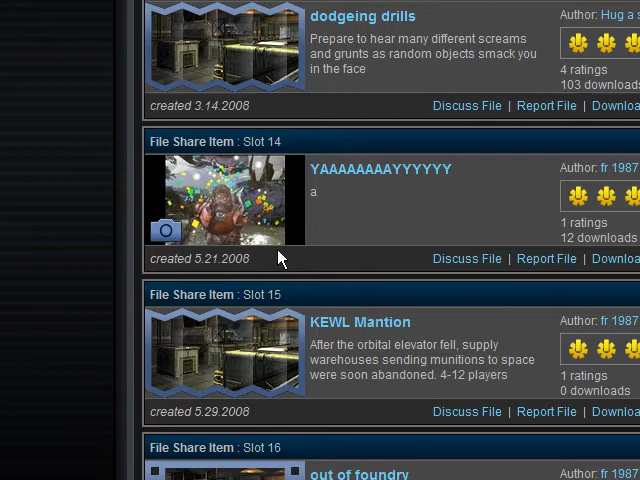 dodgeing drills
Author: Hug a s
Prepare to hear many different screams
and grunts as random objects smack you
in the face
4 ratings
103 downloads
created 3.14.2008
Discuss File | Report File | Downloa
File Share Item : Slot 14
YAAAAAAAAYYYYYY
Author: fr 1987
a
1 ratings
12 downloads
created 5.21.2008
Discuss File | Report File | Downloa
File Share Item : Slot 15
KEWL Mantion
Author: fr 1987
After the orbital elevator fell, supply
warehouses sending munitions to space
were soon abandoned. 4-12 players
1 ratings
0 downloads
created 5.29.2008
Discuss File | Report File | Downloa
File Share Item : Slot 16
out of foundry
Author: fr 1987